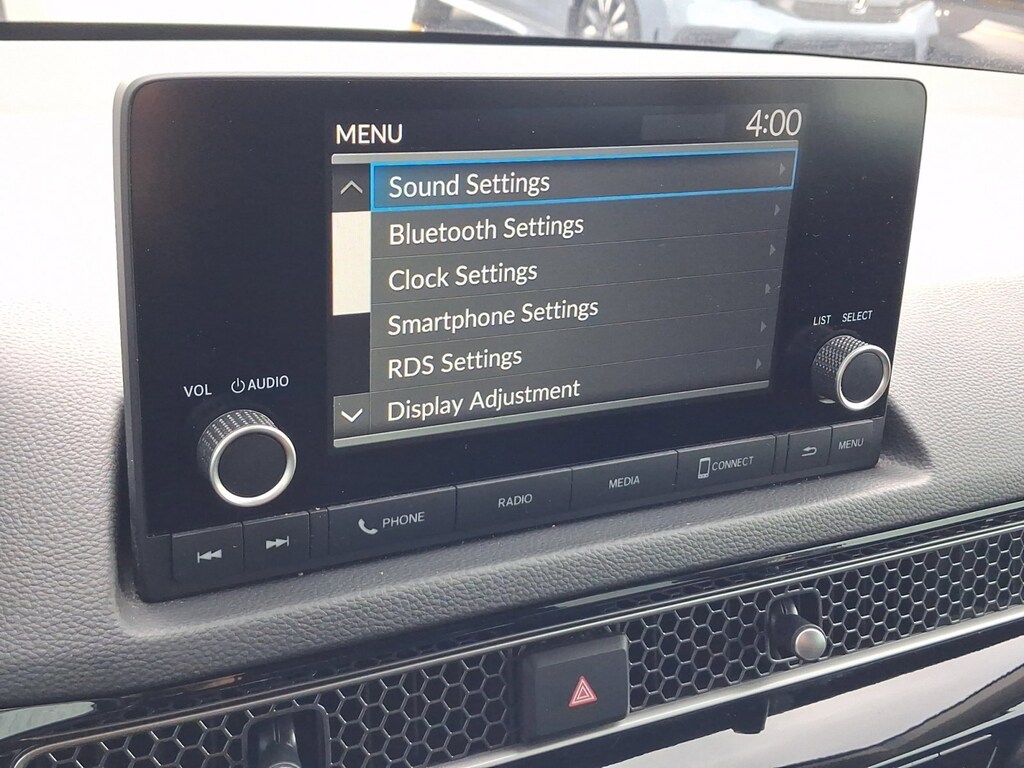 MENU 4:00
Sound Settings
Bluetooth Settings
Clock Settings
Smartphone Settings
RDS Settings
Display Adjustment
LIST SELECT
VOL AUDIO
PHONE
RADIO
MEDIA
CONNECT
MENU